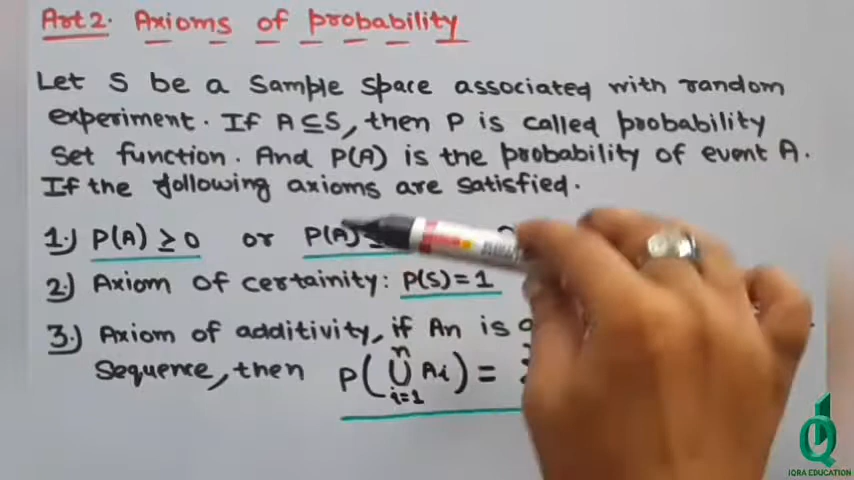 Art 2. Axioms of probability
Let S be a Sample Space associated with random
experiment. If A⊆S, then P is called probability
Set function. And P(A) is the probability of event A.
If the following axioms are satisfied.
1.) P(A) ≥ 0 or P(A)
2.) Axiom of certainity: P(S) = 1
3.) Axiom of additivity, if An is
Sequence, then P(⋃ⁿᵢ₌₁ Ai) =
IQRA EDUCATION